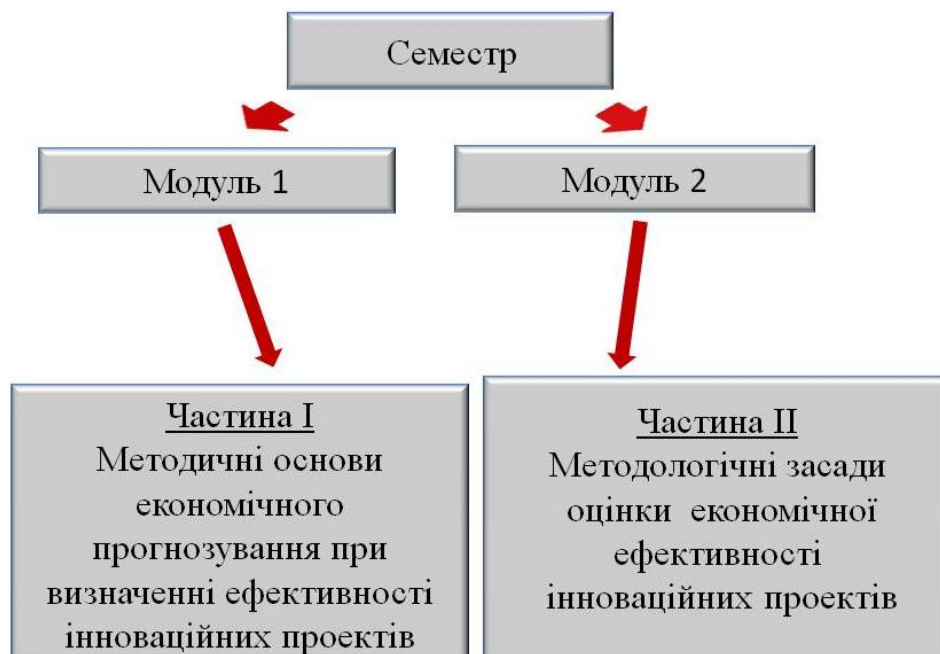 Семестр
Модуль 1
Модуль 2
Частина I
Методичні основи
економічного
прогнозування при
визначенні ефективності
інноваційних проектів
Частина II
Методологічні засади
оцінки економічної
ефективності
інноваційних проектів